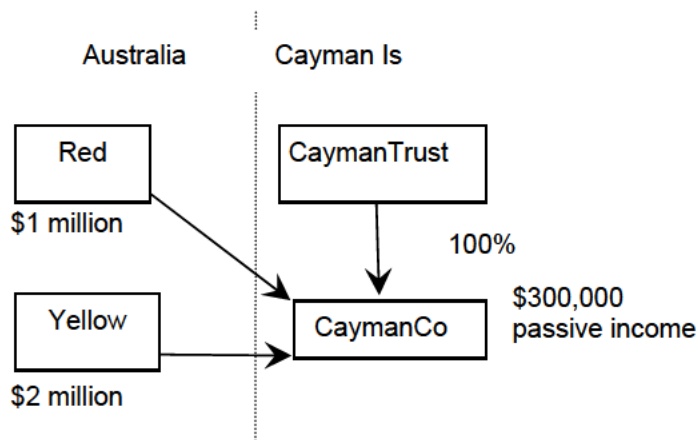 Australia
Cayman Is
Red
CaymanTrust
$1 million
100%
Yellow
CaymanCo
$300,000
passive income
$2 million